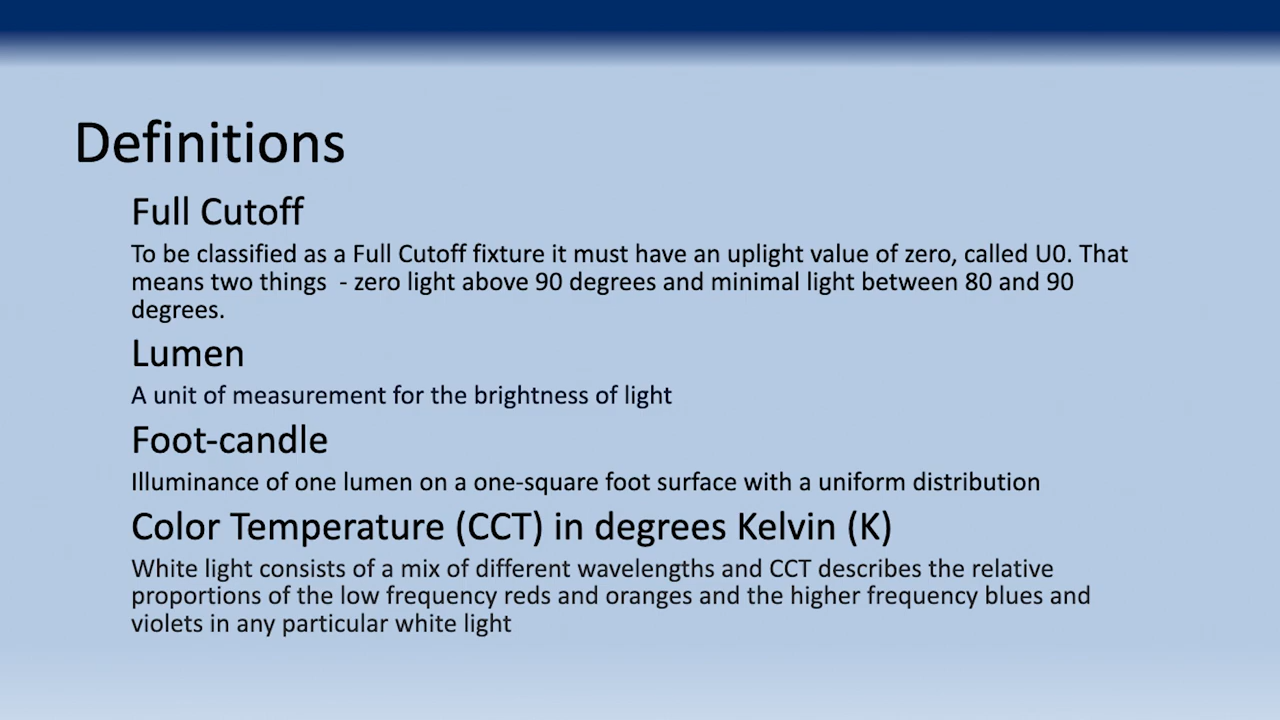 Definitions
Full Cutoff
To be classified as a Full Cutoff fixture it must have an uplight value of zero, called U0. That
means two things  - zero light above 90 degrees and minimal light between 80 and 90
degrees.
Lumen
A unit of measurement for the brightness of light
Foot-candle
Illuminance of one lumen on a one-square foot surface with a uniform distribution
Color Temperature (CCT) in degrees Kelvin (K)
White light consists of a mix of different wavelengths and CCT describes the relative
proportions of the low frequency reds and oranges and the higher frequency blues and
violets in any particular white light